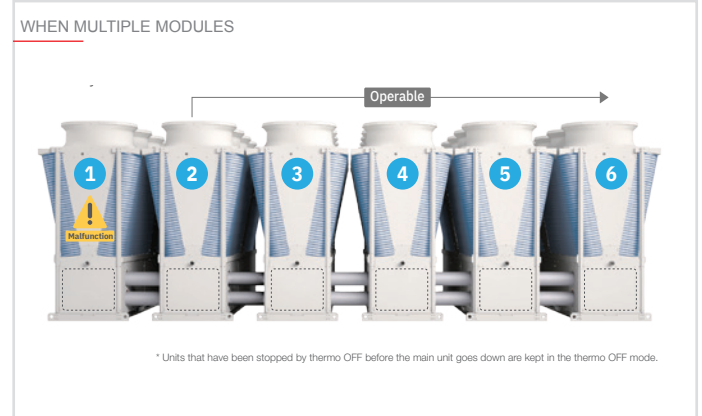 WHEN MULTIPLE MODULES
Operable
1 2 3 4 5 6
Malfunction
* Units that have been stopped by thermo OFF before the main unit goes down are kept in the thermo OFF mode.